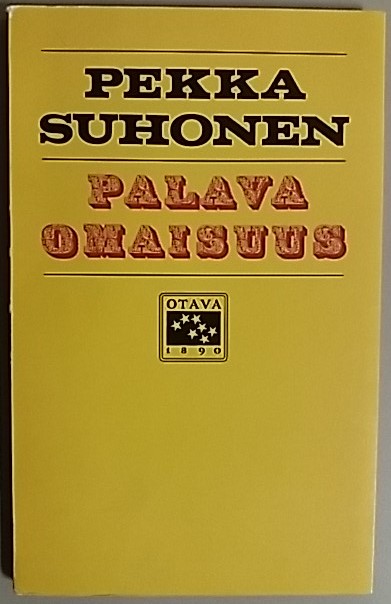 PEKKA
SUHONEN
PALAVA
OMAISUUS
OTAVA
1890